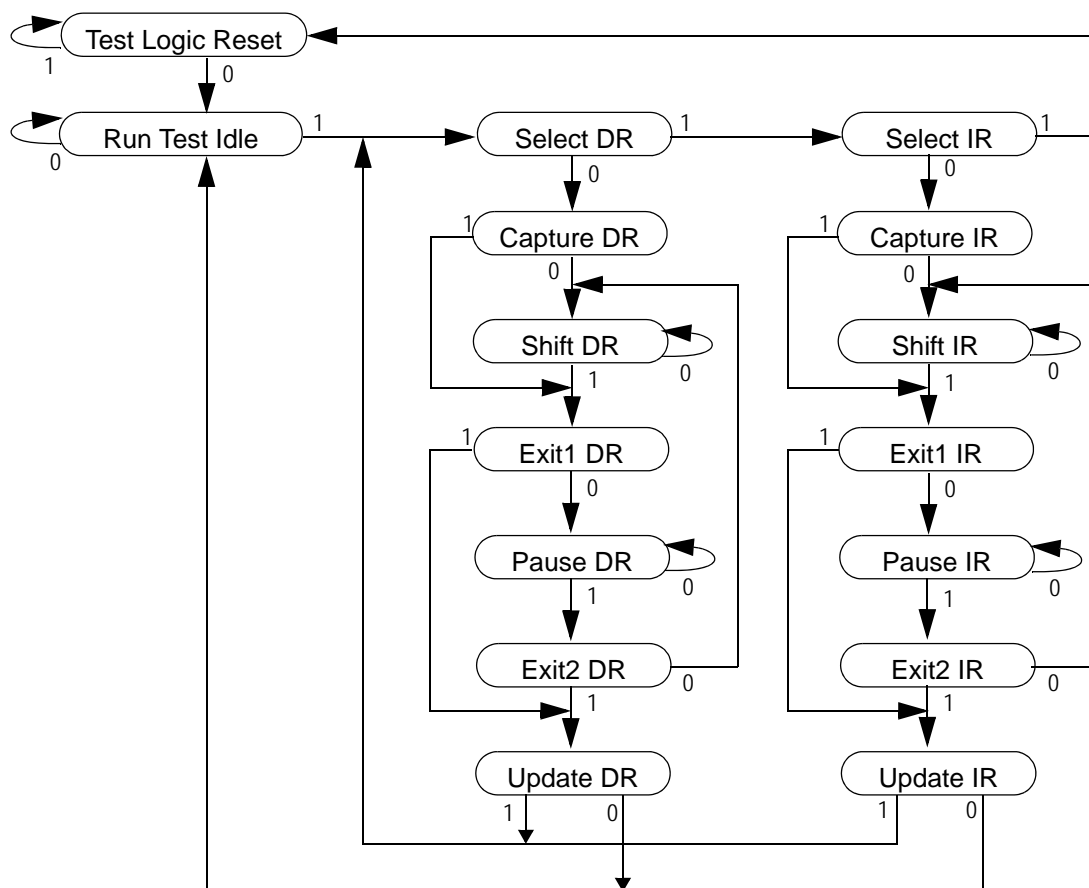 Test Logic Reset
1
0
Run Test Idle
1
0
Select DR
1
0
Select IR
1
0
1
Capture DR
0
1
Capture IR
0
Shift DR
0
1
Shift IR
0
1
1
Exit1 DR
0
1
Exit1 IR
0
Pause DR
0
1
Pause IR
0
1
Exit2 DR
0
1
Exit2 IR
0
1
Update DR
1
0
Update IR
1
0